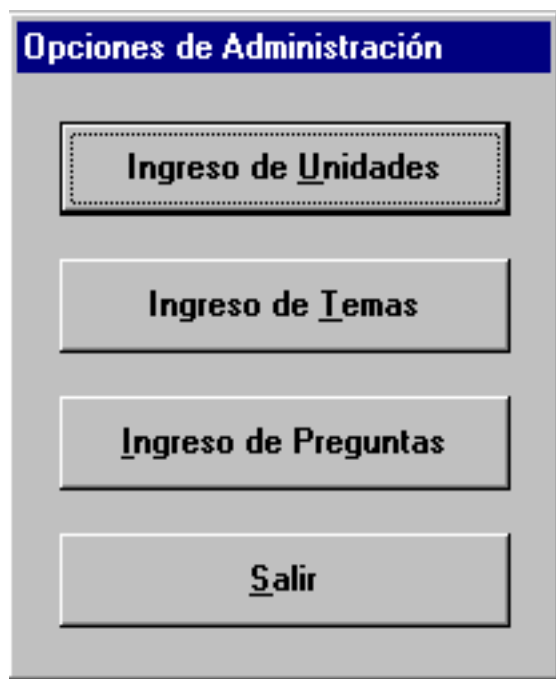 Opciones de Administración
Ingreso de Unidades
Ingreso de Temas
Ingreso de Preguntas
Salir